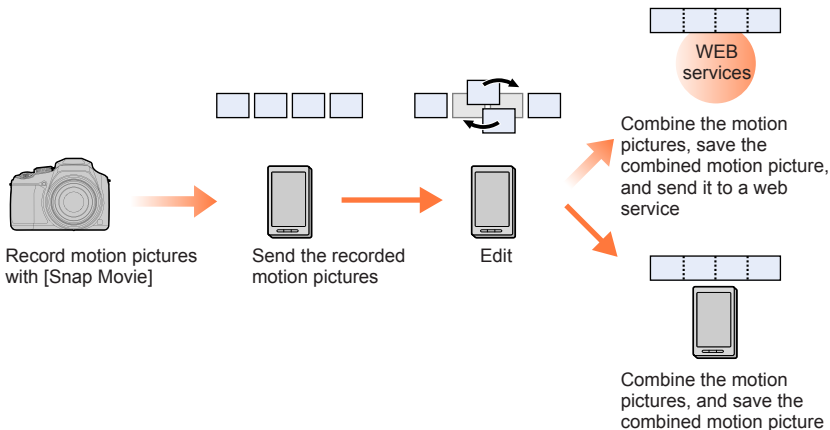 Record motion pictures
with [Snap Movie]
Send the recorded
motion pictures
Edit
WEB
services
Combine the motion
pictures, save the
combined motion picture,
and send it to a web
service
Combine the motion
pictures, and save the
combined motion picture